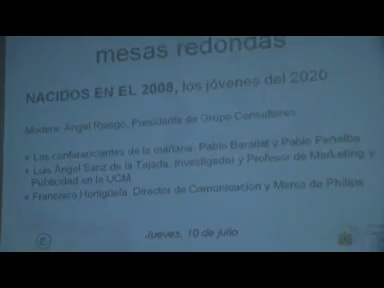 mesas redondas
NACIDOS EN EL 2008, los jóvenes del 2020
Modera: Ángel Riesgo, Presidente de Grupo Consultores
+ Los conferenciantes de la mañana: Pablo Barallat y Pablo Penalba
+ Luis Ángel Sanz de la Tajada, Investigador y Profesor de Marketing y
Publicidad en la UCM
+ Francisco Hortigüela, Director de Comunicación y Marca de Philips
Jueves, 10 de julio